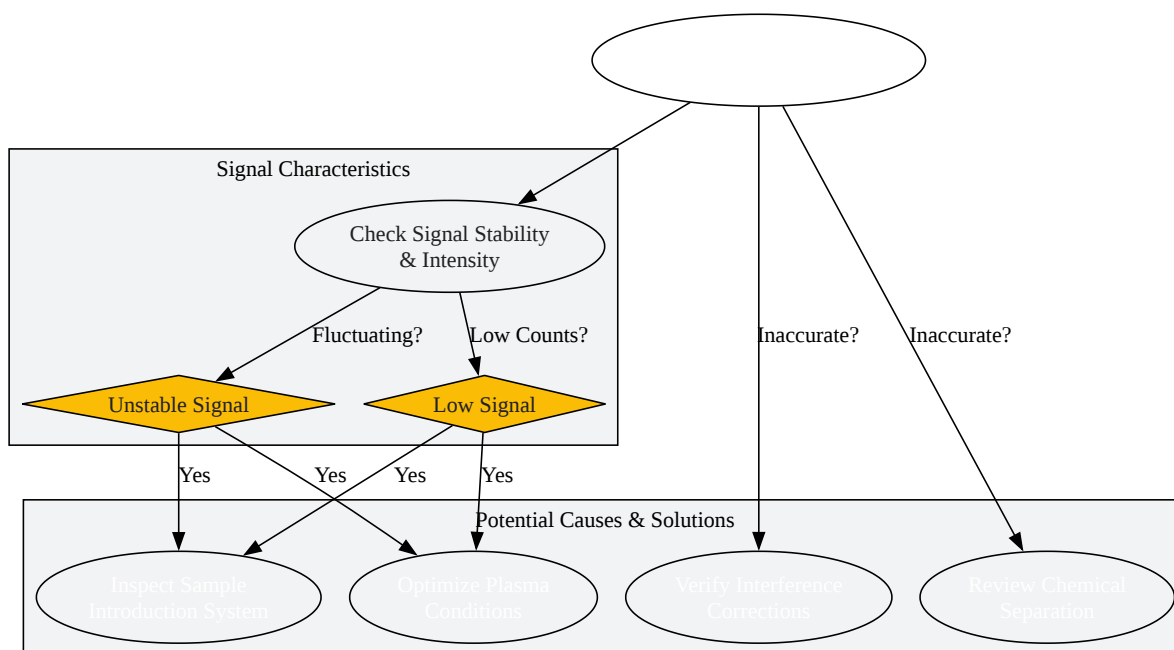 Signal Characteristics
Check Signal Stability
& Intensity
Fluctuating?
Low Counts?
Inaccurate?
Inaccurate?
Unstable Signal
Low Signal
Yes
Yes
Yes
Yes
Potential Causes & Solutions
Inspect Sample
Introduction System
Optimize Plasma
Conditions
Verify Interference
Corrections
Review Chemical
Separation